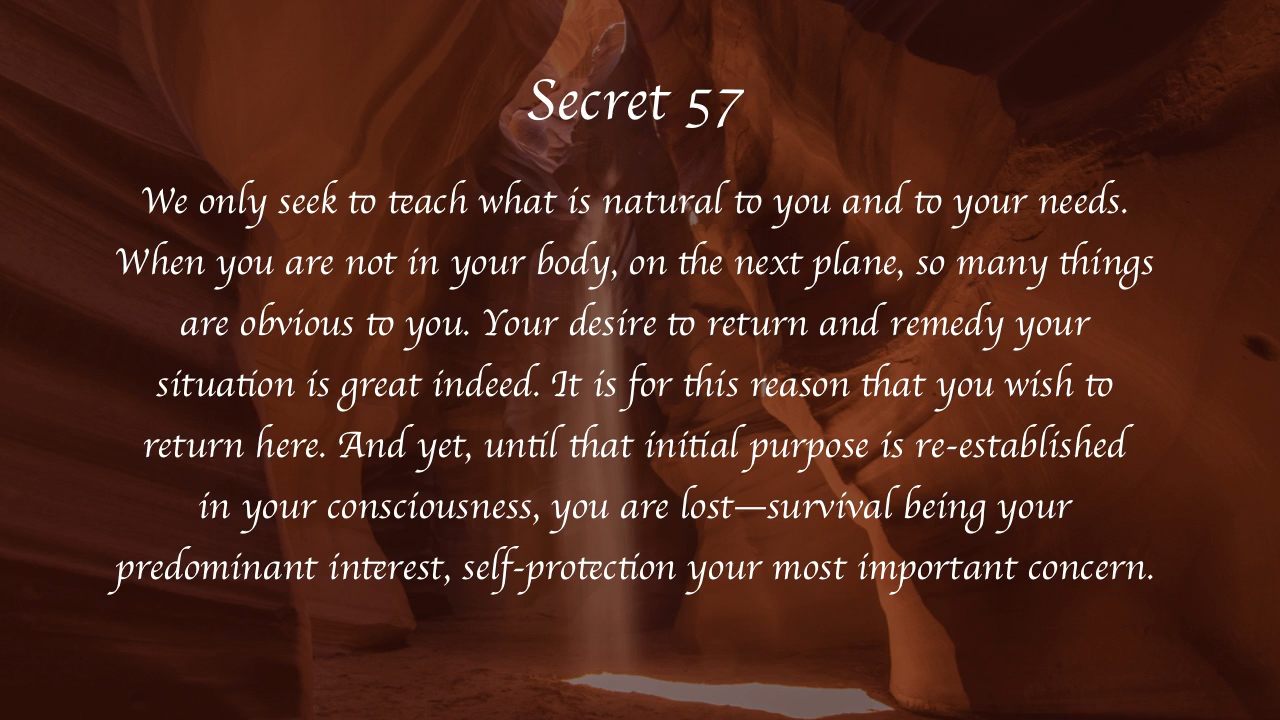 Secret 57
We only seek to teach what is natural to you and to your needs.
When you are not in your body, on the next plane, so many things
are obvious to you. Your desire to return and remedy your
situation is great indeed. It is for this reason that you wish to
return here. And yet, until that initial purpose is re-established
in your consciousness, you are lost—survival being your
predominant interest, self-protection your most important concern.